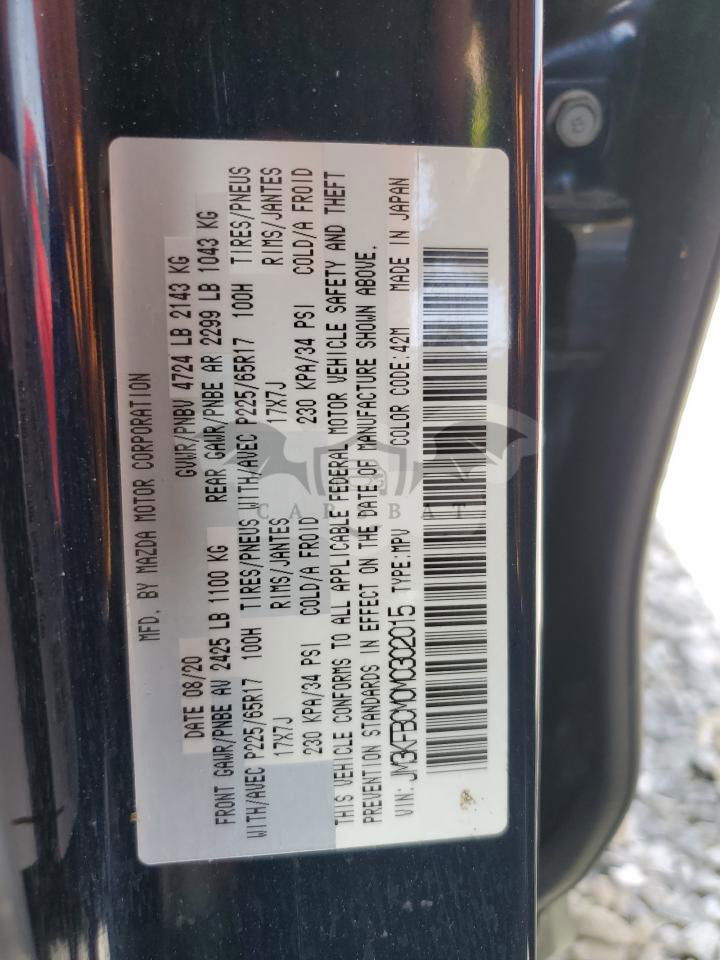 MFD. BY MAZDA MOTOR CORPORATION
DATE 08/20 GVWR/PNBV 4724 LB 2143 KG
FRONT GAWR/PNBE AV 2425 LB 1100 KG REAR GAWR/PNBE AR 2299 LB 1043 KG
WITH/AVEC P225/65R17 100H TIRES/PNEUS WITH/AVEC P225/65R17 100H TIRES/PNEUS
17X7J RIMS/JANTES 17X7J RIMS/JANTES
230 KPA/34 PSI COLD/A FROID 230 KPA/34 PSI COLD/A FROID
THIS VEHICLE CONFORMS TO ALL APPLICABLE FEDERAL MOTOR VEHICLE SAFETY AND THEFT
PREVENTION STANDARDS IN EFFECT ON THE DATE OF MANUFACTURE SHOWN ABOVE.
VIN: JM3KFBCM0M0302015 TYPE:MPV COLOR CODE:42M MADE IN JAPAN
CAR BAT